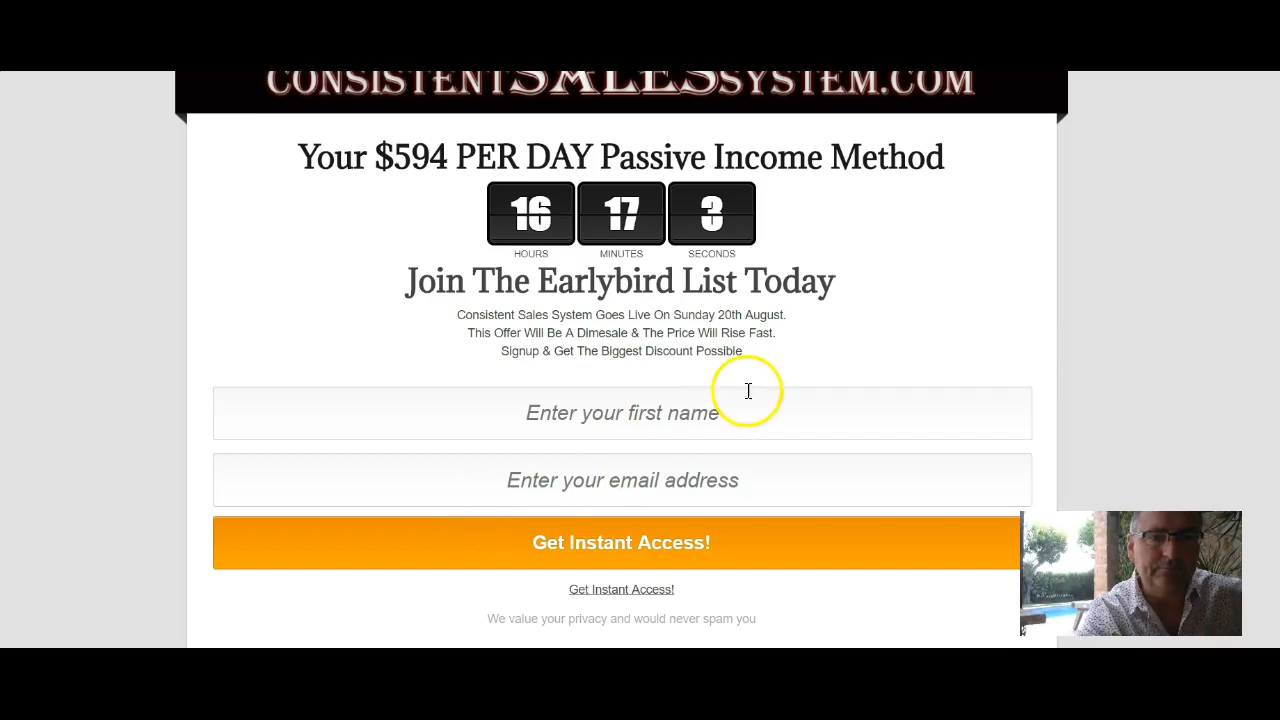 CONSISTENTSALESSYSTEM.COM
Your $594 PER DAY Passive Income Method
16 17 3
HOURS MINUTES SECONDS
Join The Earlybird List Today
Consistent Sales System Goes Live On Sunday 20th August.
This Offer Will Be A Dimesale & The Price Will Rise Fast.
Signup & Get The Biggest Discount Possible
Enter your first name
Enter your email address
Get Instant Access!
Get Instant Access!
We value your privacy and would never spam you